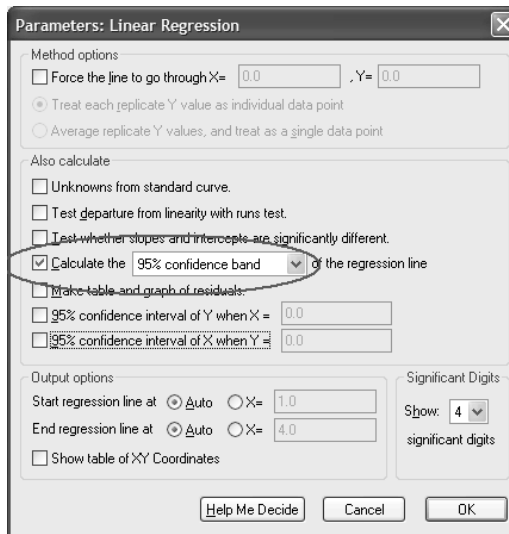 Parameters: Linear Regression
Method options
Force the line to go through X= 0.0 , Y= 0.0
Treat each replicate Y value as individual data point
Average replicate Y values, and treat as a single data point
Also calculate
Unknowns from standard curve.
Test departure from linearity with runs test.
Test whether slopes and intercepts are significantly different.
Calculate the 95% confidence band of the regression line
Make table and graph of residuals.
95% confidence interval of Y when X = 0.0
95% confidence interval of X when Y = 0.0
Output options
Start regression line at Auto X= 1.0
End regression line at Auto X= 4.0
Show table of XY Coordinates
Significant Digits
Show: 4
significant digits
Help Me Decide Cancel OK